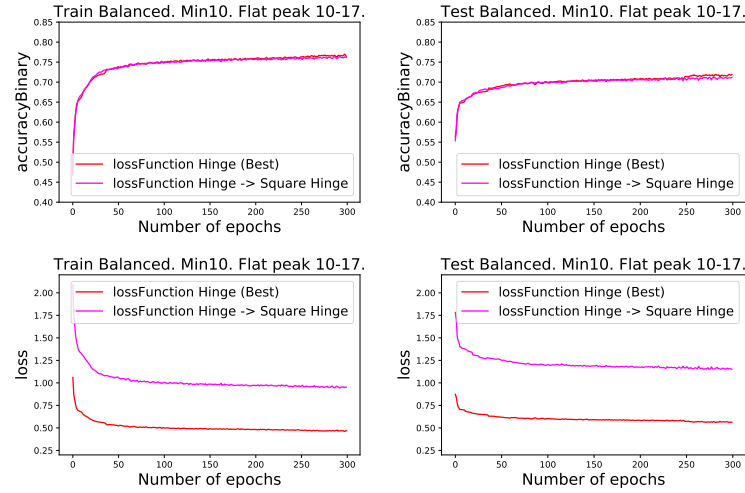 Train Balanced. Min10. Flat peak 10-17.
0.85
0.80
0.75
0.70
0.65
0.60
0.55
0.50
0.45
0.40
accuracyBinary
lossFunction Hinge (Best)
lossFunction Hinge -> Square Hinge
0 50 100 150 200 250 300
Number of epochs
Test Balanced. Min10. Flat peak 10-17.
0.85
0.80
0.75
0.70
0.65
0.60
0.55
0.50
0.45
0.40
accuracyBinary
lossFunction Hinge (Best)
lossFunction Hinge -> Square Hinge
0 50 100 150 200 250 300
Number of epochs
Train Balanced. Min10. Flat peak 10-17.
2.00
1.75
1.50
1.25
1.00
0.75
0.50
0.25
loss
lossFunction Hinge (Best)
lossFunction Hinge -> Square Hinge
0 50 100 150 200 250 300
Number of epochs
Test Balanced. Min10. Flat peak 10-17.
2.00
1.75
1.50
1.25
1.00
0.75
0.50
0.25
loss
lossFunction Hinge (Best)
lossFunction Hinge -> Square Hinge
0 50 100 150 200 250 300
Number of epochs